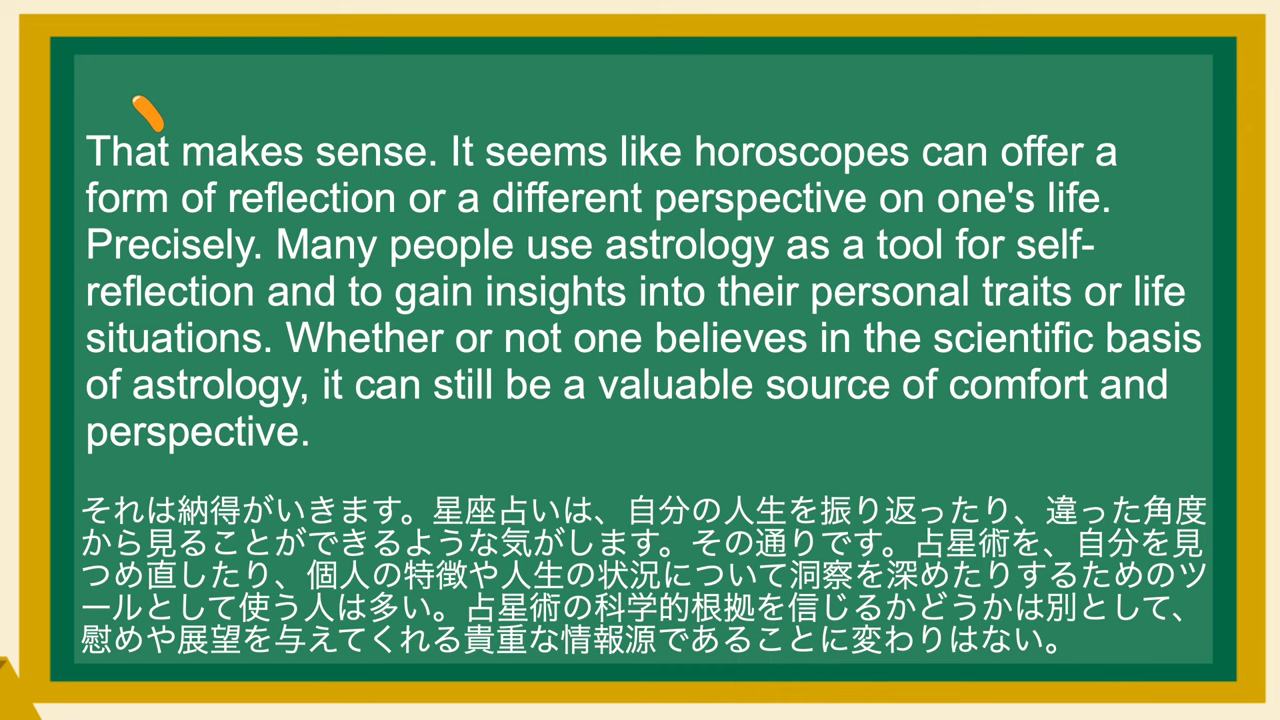 That makes sense. It seems like horoscopes can offer a
form of reflection or a different perspective on one's life.
Precisely. Many people use astrology as a tool for self-
reflection and to gain insights into their personal traits or life
situations. Whether or not one believes in the scientific basis
of astrology, it can still be a valuable source of comfort and
perspective.
それは納得がいきます。星座占いは、自分の人生を振り返ったり、違った角度
から見ることができるような気がします。その通りです。占星術を、自分を見
つめ直したり、個人の特徴や人生の状況について洞察を深めたりするためのツ
ールとして使う人は多い。占星術の科学的根拠を信じるかどうかは別として、
慰めや展望を与えてくれる貴重な情報源であることに変わりはない。